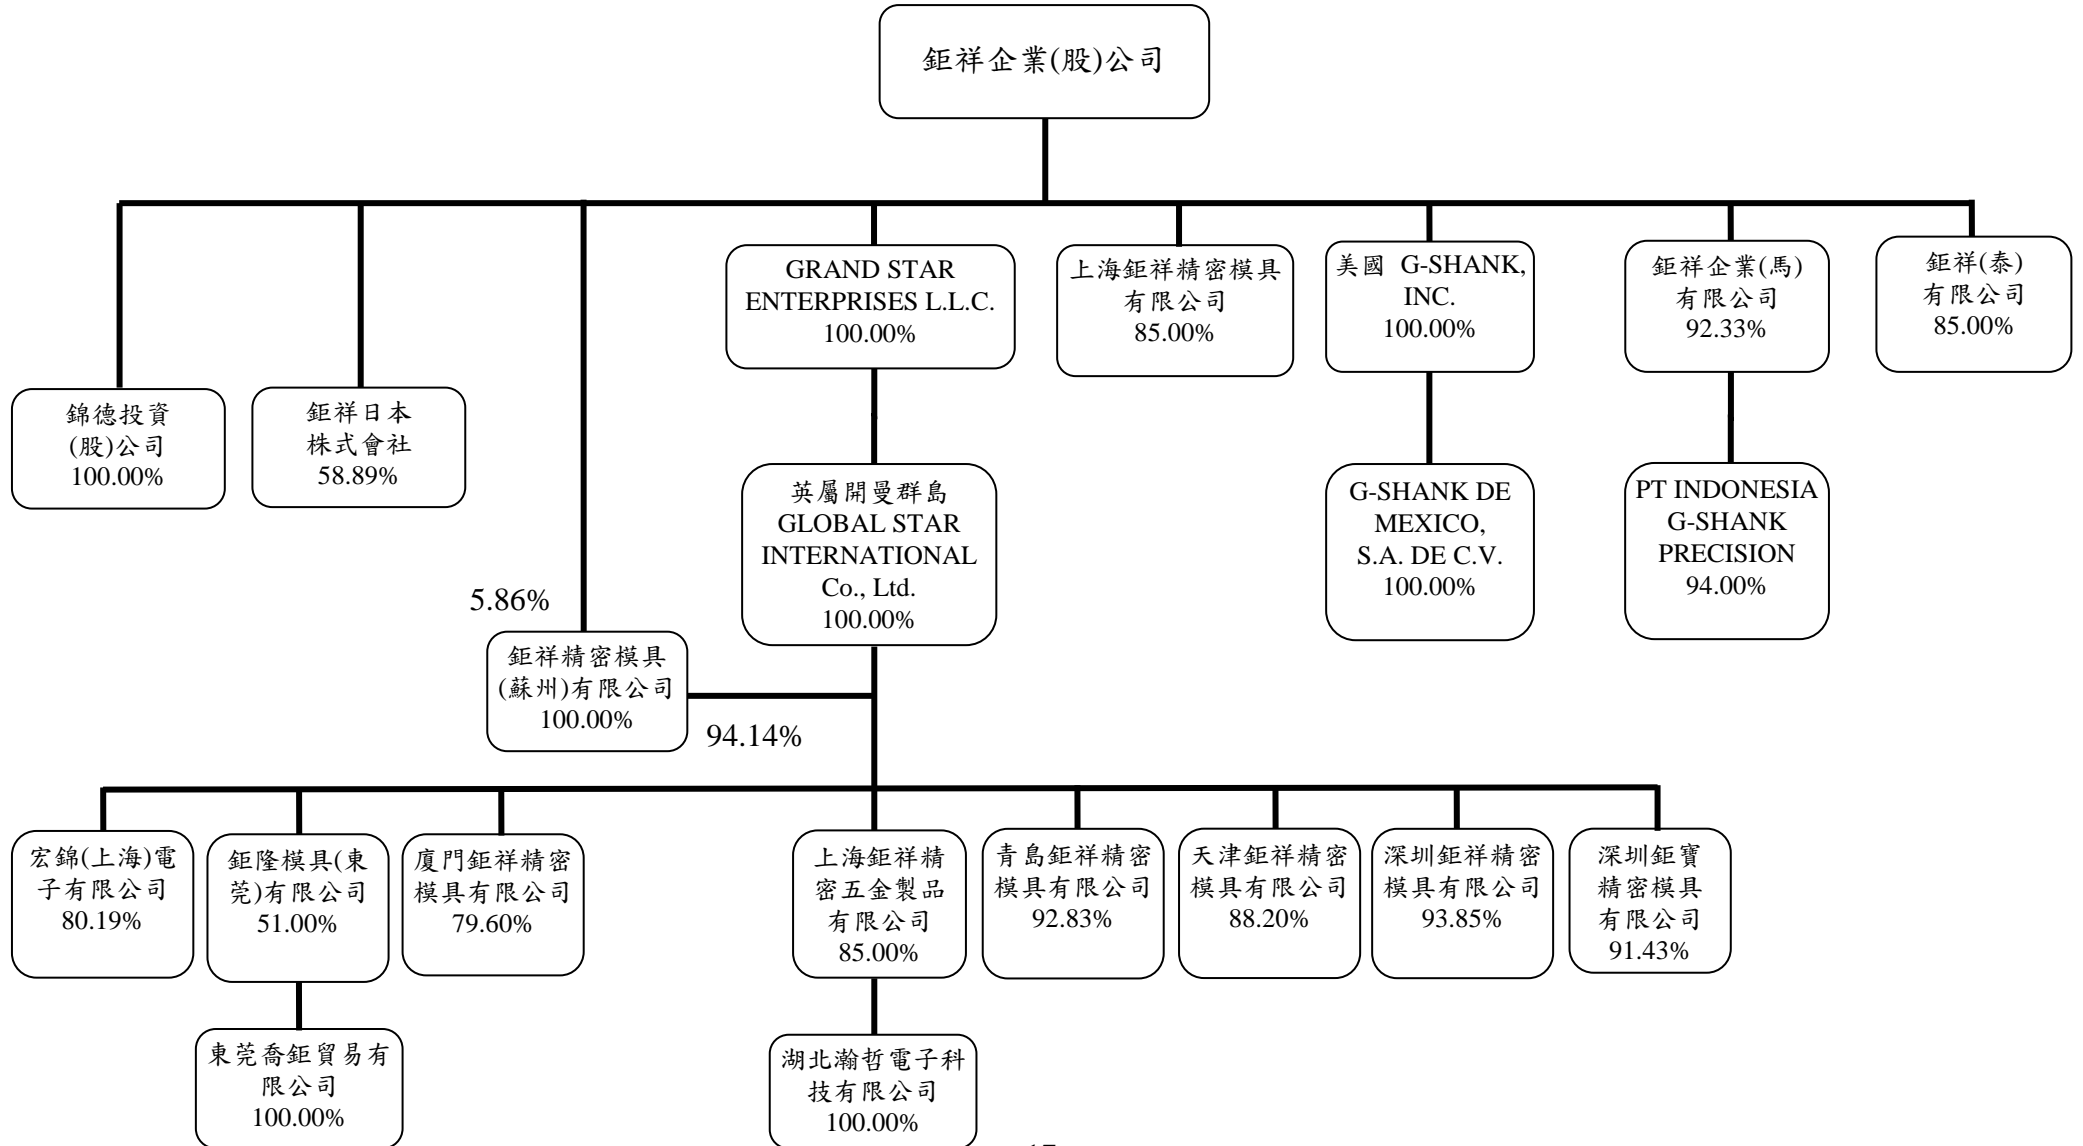 鉅祥企業(股)公司
GRAND STAR
ENTERPRISES L.L.C.
100.00%
上海鉅祥精密模具
有限公司
85.00%
美國 G-SHANK,
INC.
100.00%
鉅祥企業(馬)
有限公司
92.33%
鉅祥(泰)
有限公司
85.00%
錦德投資
(股)公司
100.00%
鉅祥日本
株式會社
58.89%
英屬開曼群島
GLOBAL STAR
INTERNATIONAL
Co., Ltd.
100.00%
G-SHANK DE
MEXICO,
S.A. DE C.V.
100.00%
PT INDONESIA
G-SHANK
PRECISION
94.00%
5.86%
鉅祥精密模具
(蘇州)有限公司
100.00%
94.14%
宏錦(上海)電
子有限公司
80.19%
鉅隆模具(東
莞)有限公司
51.00%
廈門鉅祥精密
模具有限公司
79.60%
上海鉅祥精
密五金製品
有限公司
85.00%
青島鉅祥精密
模具有限公司
92.83%
天津鉅祥精密
模具有限公司
88.20%
深圳鉅祥精密
模具有限公司
93.85%
深圳鉅寶
精密模具
有限公司
91.43%
東莞喬鉅貿易有
限公司
100.00%
湖北瀚哲電子科
技有限公司
100.00%